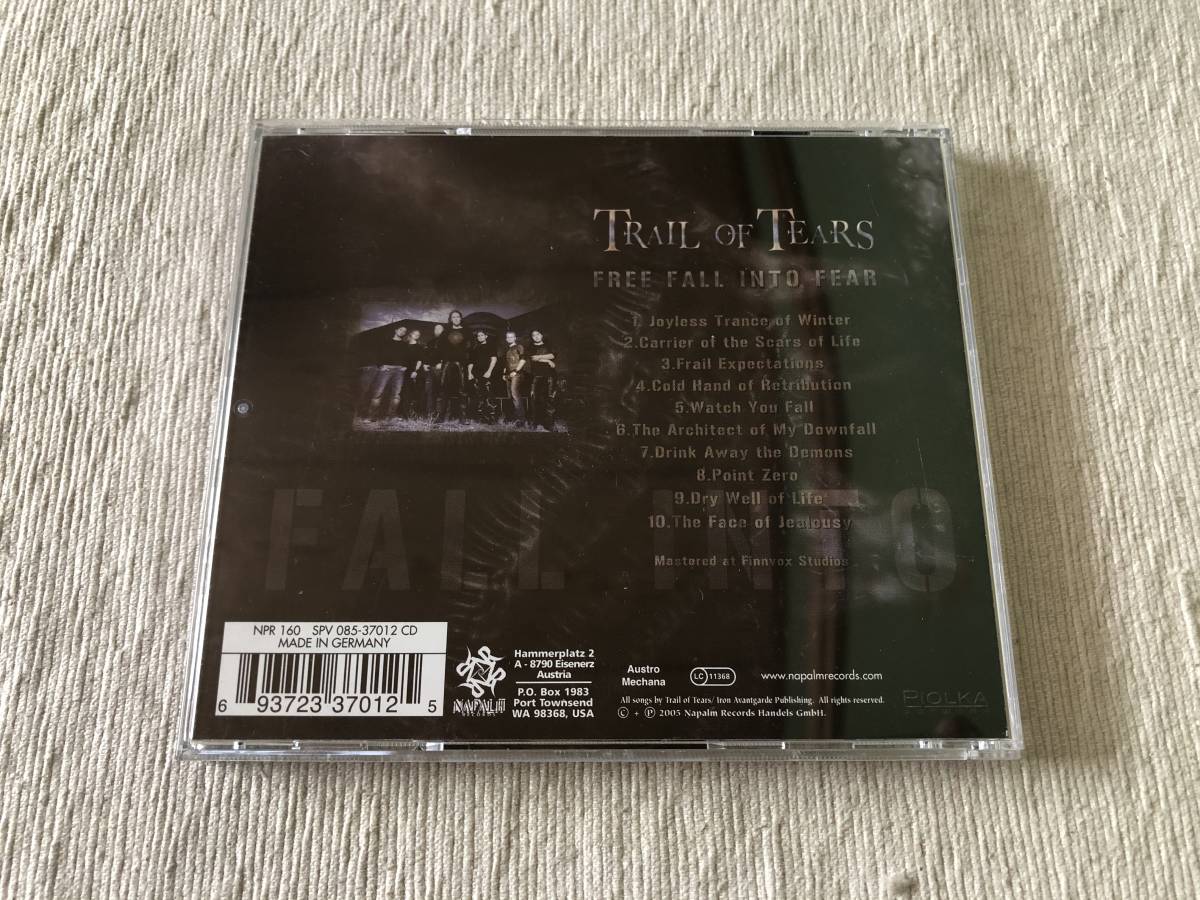 TRAIL OF TEARS
FREE FALL INTO FEAR
1. Joyless Trance of Winter
2.Carrier of the Scars of Life
3.Frail Expectations
4.Cold Hand of Retribution
5.Watch You Fall
6.The Architect of My Downfall
7.Drink Away the Demons
8.Point Zero
9.Dry Well of Life
10.The Face of Jealousy
Mastered at Finnvox Studios
FALL INTO
NPR 160 SPV 085-37012 CD
MADE IN GERMANY
6 93723 37012 5
NAPALM
RECORDS
Hammerplatz 2
A - 8790 Eisenerz
Austria
P.O. Box 1983
Port Townsend
WA 98368, USA
Austro
Mechana
LC 11368
www.napalmrecords.com
All songs by Trail of Tears/ Iron Avantgarde Publishing. All rights reserved.
© + ℗ 2005 Napalm Records Handels GmbH.
PIOLKA